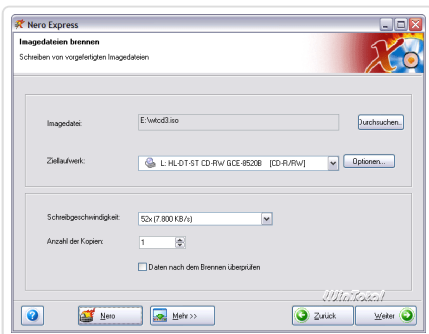 Nero Express
Imagedateien brennen
Schreiben von vorgefertigten Imagedateien
Imagedatei: E:\wtcd3.iso Durchsuchen..
Ziellaufwerk: L: HL-DT-ST CD-RW GCE-8520B [CD-R/RW] Optionen...
Schreibgeschwindigkeit: 52x (7.800 KB/s)
Anzahl der Kopien: 1
Daten nach dem Brennen überprüfen
WinTotal
Nero Mehr >> Zurück Weiter